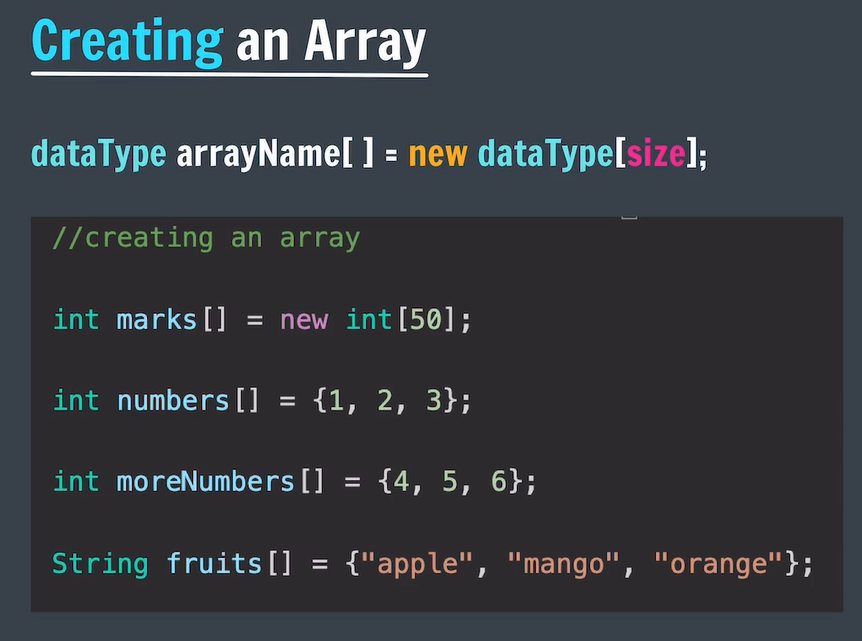 Creating an Array
dataType arrayName[ ] = new dataType[size];
//creating an array
int marks[] = new int[50];
int numbers[] = {1, 2, 3};
int moreNumbers[] = {4, 5, 6};
String fruits[] = {"apple", "mango", "orange"};